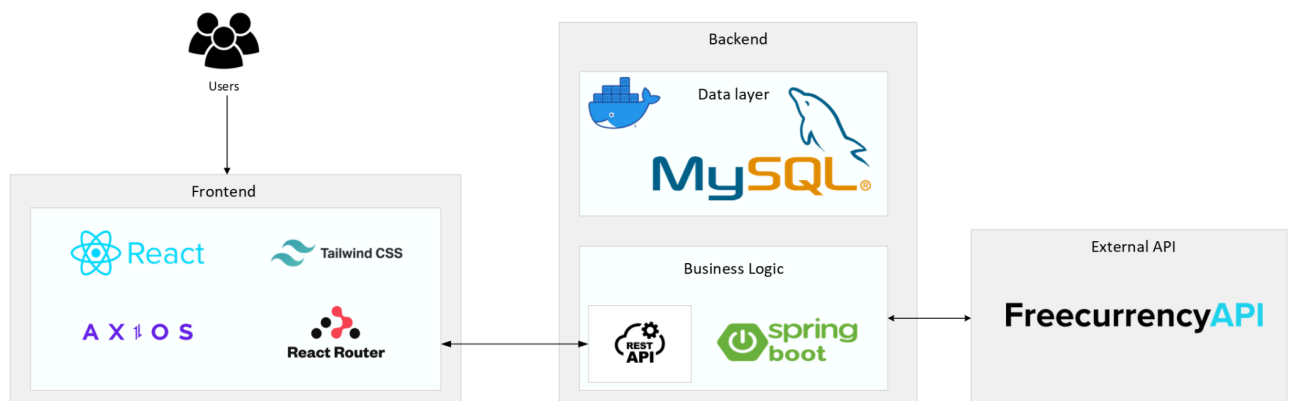 Users
Frontend
React
Tailwind CSS
AXIOS
React Router
Backend
Data layer
MySQL®
Business Logic
REST
API
spring
boot
External API
FreecurrencyAPI